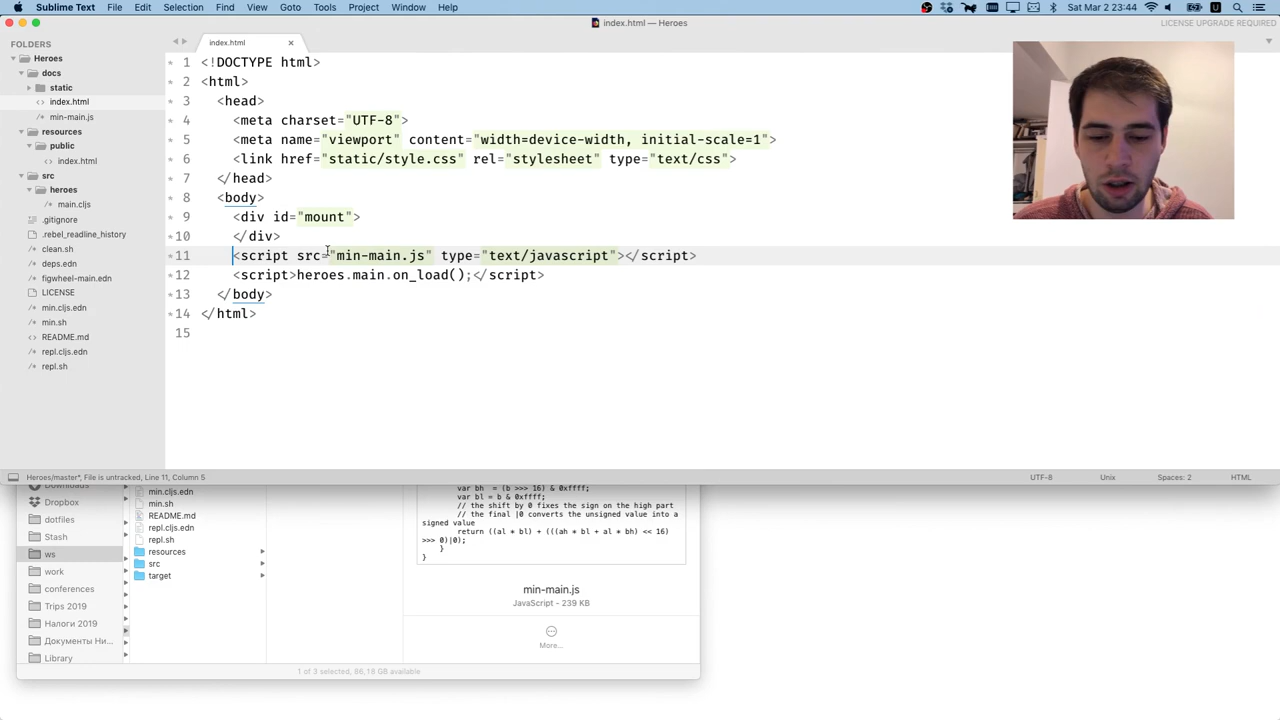 Sublime Text File Edit Selection Find View Goto Tools Project Window Help Sat Mar 2 23:44
index.html — Heroes LICENSE UPGRADE REQUIRED
FOLDERS
Heroes
docs
static
index.html
min-main.js
resources
public
index.html
src
heroes
main.cljs
.gitignore
.rebel_readline_history
clean.sh
deps.edn
figwheel-main.edn
LICENSE
min.cljs.edn
min.sh
README.md
repl.cljs.edn
repl.sh
index.html
1 <!DOCTYPE html>
2 <html>
3 <head>
4 <meta charset="UTF-8">
5 <meta name="viewport" content="width=device-width, initial-scale=1">
6 <link href="static/style.css" rel="stylesheet" type="text/css">
7 </head>
8 <body>
9 <div id="mount">
10 </div>
11 <script src="min-main.js" type="text/javascript"></script>
12 <script>heroes.main.on_load();</script>
13 </body>
14 </html>
15
Heroes/master*, File is untracked, Line 11, Column 5 UTF-8 Unix Spaces: 2 HTML
Downloads
Dropbox
dotfiles
Stash
ws
work
conferences
Trips 2019
Налоги 2019
Документы Ни...
Library
min.cljs.edn
min.sh
README.md
repl.cljs.edn
repl.sh
resources
src
target
var bh = (b >>> 16) & 0xffff;
var bl = b & 0xffff;
// the shift by 0 fixes the sign on the high part
// the final |0 converts the unsigned value into a
signed value
return ((al * bl) + (((ah * bl + al * bh) << 16)
>>> 0)|0);
}
}
min-main.js
JavaScript - 239 KB
More...
1 of 3 selected, 86,18 GB available